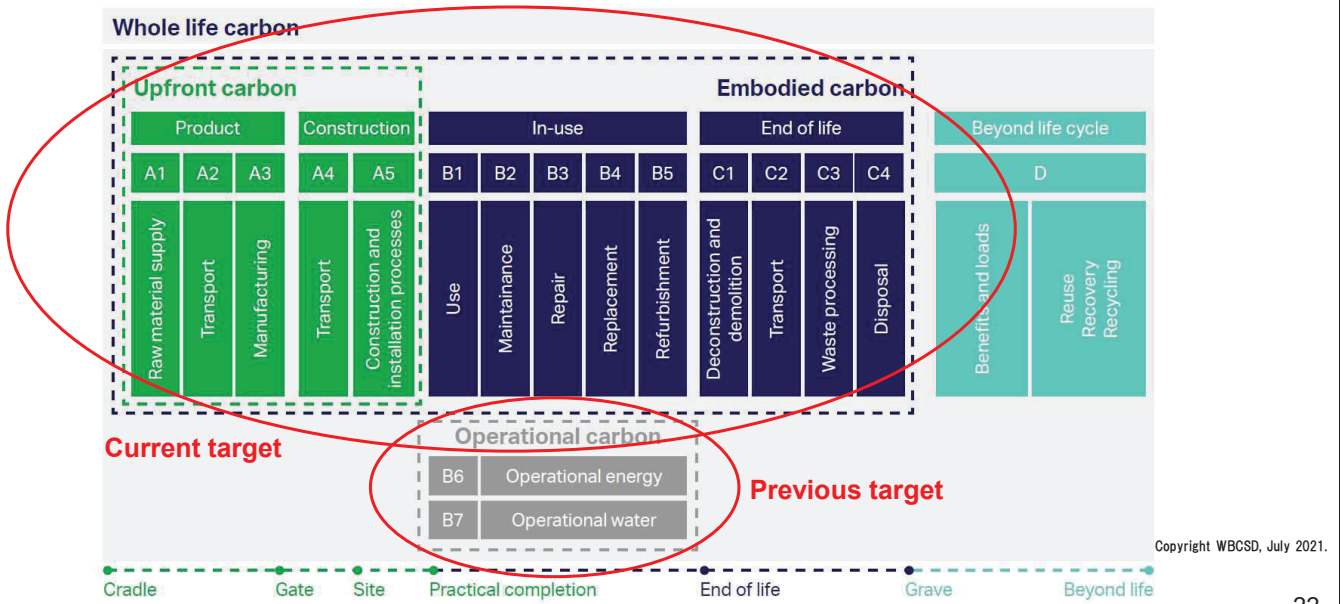 Whole life carbon
Upfront carbon
Embodied carbon
Product
Construction
In-use
End of life
Beyond life cycle
A1
A2
A3
A4
A5
B1
B2
B3
B4
B5
C1
C2
C3
C4
D
Raw material supply
Transport
Manufacturing
Transport
Construction and
installation processes
Use
Maintainance
Repair
Replacement
Refurbishment
Deconstruction and
demolition
Transport
Waste processing
Disposal
Benefits and loads
Reuse
Recovery
Recycling
Current target
Operational carbon
B6
Operational energy
B7
Operational water
Previous target
Copyright WBCSD, July 2021.
Cradle
Gate
Site
Practical completion
End of life
Grave
Beyond life